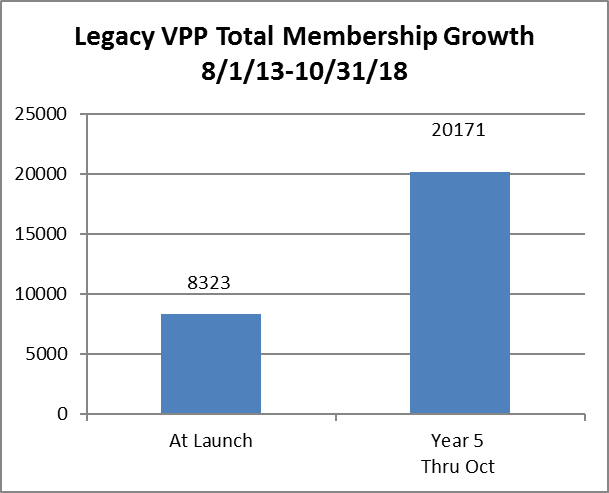 Legacy VPP Total Membership Growth
8/1/13-10/31/18
25000
20000
15000
10000
5000
0
20171
8323
At Launch
Year 5
Thru Oct